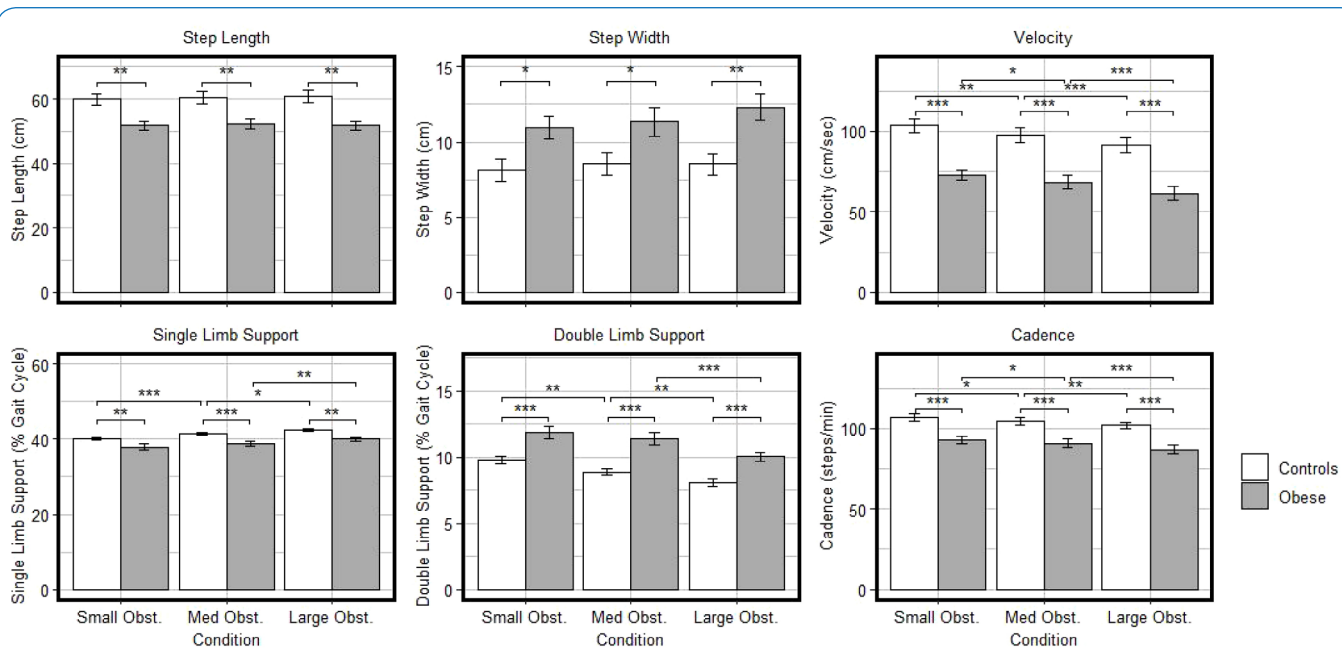 Step Length
Step Width
Velocity
Step Length (cm)
60
40
20
0
**
**
**
Step Width (cm)
15
10
5
0
*
*
**
Velocity (cm/sec)
100
50
0
*
***
**
***
***
***
***
Single Limb Support
Double Limb Support
Cadence
Single Limb Support (% Gait Cycle)
60
40
20
0
**
***
*
**
***
**
Double Limb Support (% Gait Cycle)
15
10
5
0
***
**
**
***
***
***
Cadence (steps/min)
100
50
0
*
***
*
**
***
***
***
Controls
Obese
Small Obst. Med Obst. Large Obst.
Condition
Small Obst. Med Obst. Large Obst.
Condition
Small Obst. Med Obst. Large Obst.
Condition